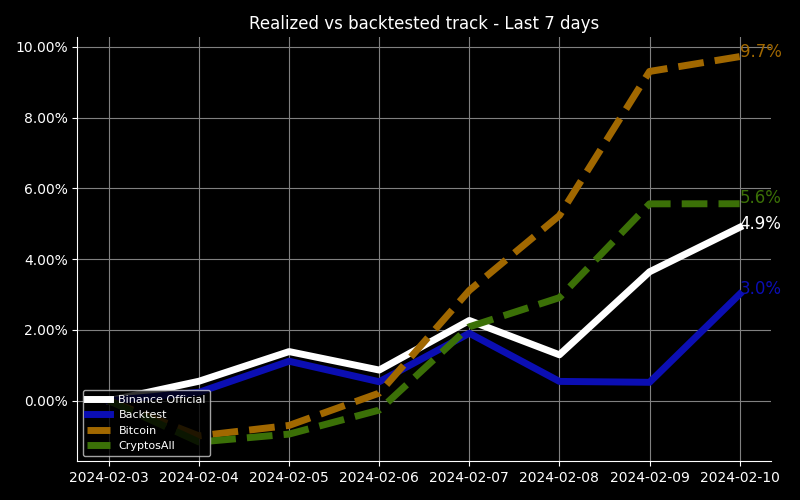 Realized vs backtested track - Last 7 days
10.00%
8.00%
6.00%
4.00%
2.00%
0.00%
9.7%
5.6%
4.9%
3.0%
Binance Official
Backtest
Bitcoin
CryptosAll
2024-02-03 2024-02-04 2024-02-05 2024-02-06 2024-02-07 2024-02-08 2024-02-09 2024-02-10